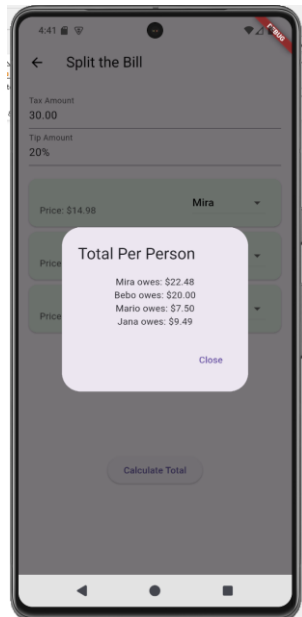 4:41
DEBUG
Split the Bill
Tax Amount
30.00
Tip Amount
20%
Mira
Price: $14.98
Price
Price
Total Per Person
Mira owes: $22.48
Bebo owes: $20.00
Mario owes: $7.50
Jana owes: $9.49
Close
Calculate Total